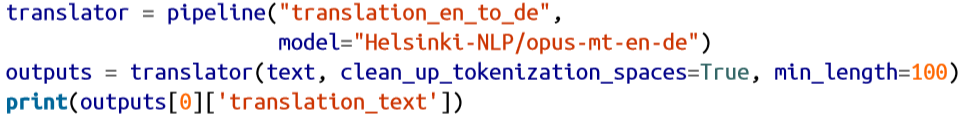 translator = pipeline("translation_en_to_de",
                      model="Helsinki-NLP/opus-mt-en-de")
outputs = translator(text, clean_up_tokenization_spaces=True, min_length=100)
print(outputs[0]['translation_text'])